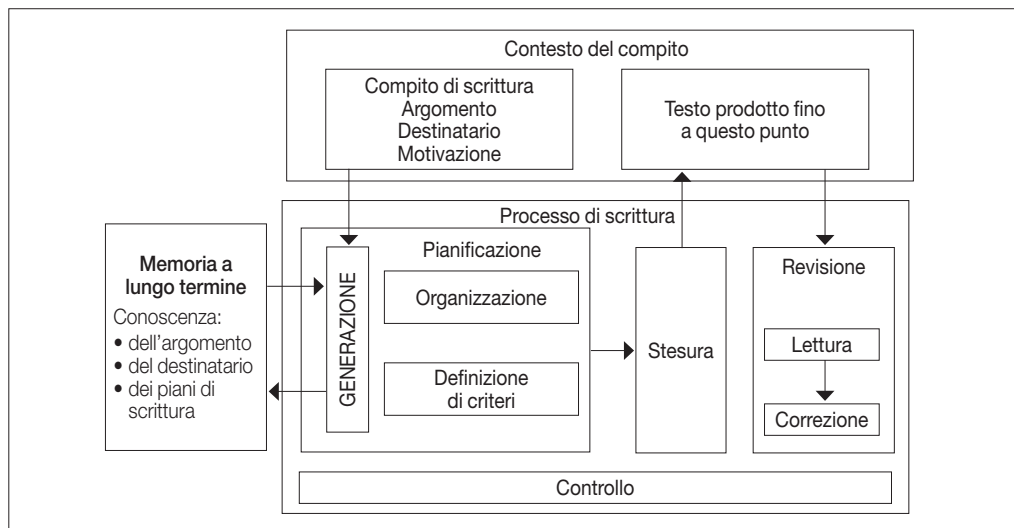 Contesto del compito
Compito di scrittura
Argomento
Destinatario
Motivazione
Testo prodotto fino
a questo punto
Processo di scrittura
Memoria a
lungo termine
Conoscenza:
• dell'argomento
• del destinatario
• dei piani di
scrittura
GENERAZIONE
Pianificazione
Organizzazione
Definizione
di criteri
Stesura
Revisione
Lettura
Correzione
Controllo